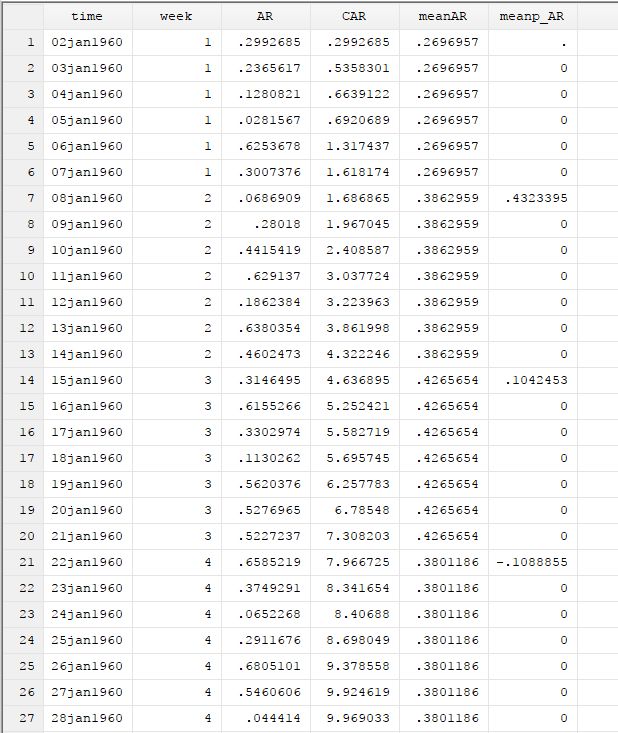 time week AR CAR meanAR meanp_AR
1 02jan1960 1 .2992685 .2992685 .2696957 .
2 03jan1960 1 .2365617 .5358301 .2696957 0
3 04jan1960 1 .1280821 .6639122 .2696957 0
4 05jan1960 1 .0281567 .6920689 .2696957 0
5 06jan1960 1 .6253678 1.317437 .2696957 0
6 07jan1960 1 .3007376 1.618174 .2696957 0
7 08jan1960 2 .0686909 1.686865 .3862959 .4323395
8 09jan1960 2 .28018 1.967045 .3862959 0
9 10jan1960 2 .4415419 2.408587 .3862959 0
10 11jan1960 2 .629137 3.037724 .3862959 0
11 12jan1960 2 .1862384 3.223963 .3862959 0
12 13jan1960 2 .6380354 3.861998 .3862959 0
13 14jan1960 2 .4602473 4.322246 .3862959 0
14 15jan1960 3 .3146495 4.636895 .4265654 .1042453
15 16jan1960 3 .6155266 5.252421 .4265654 0
16 17jan1960 3 .3302974 5.582719 .4265654 0
17 18jan1960 3 .1130262 5.695745 .4265654 0
18 19jan1960 3 .5620376 6.257783 .4265654 0
19 20jan1960 3 .5276965 6.78548 .4265654 0
20 21jan1960 3 .5227237 7.308203 .4265654 0
21 22jan1960 4 .6585219 7.966725 .3801186 -.1088855
22 23jan1960 4 .3749291 8.341654 .3801186 0
23 24jan1960 4 .0652268 8.40688 .3801186 0
24 25jan1960 4 .2911676 8.698049 .3801186 0
25 26jan1960 4 .6805101 9.378558 .3801186 0
26 27jan1960 4 .5460606 9.924619 .3801186 0
27 28jan1960 4 .044414 9.969033 .3801186 0